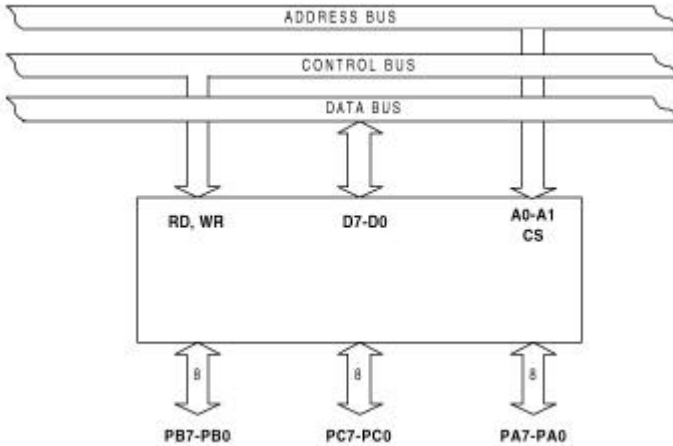 ADDRESS BUS
CONTROL BUS
DATA BUS
RD, WR
D7-D0
A0-A1
CS
8
8
8
PB7-PB0
PC7-PC0
PA7-PA0